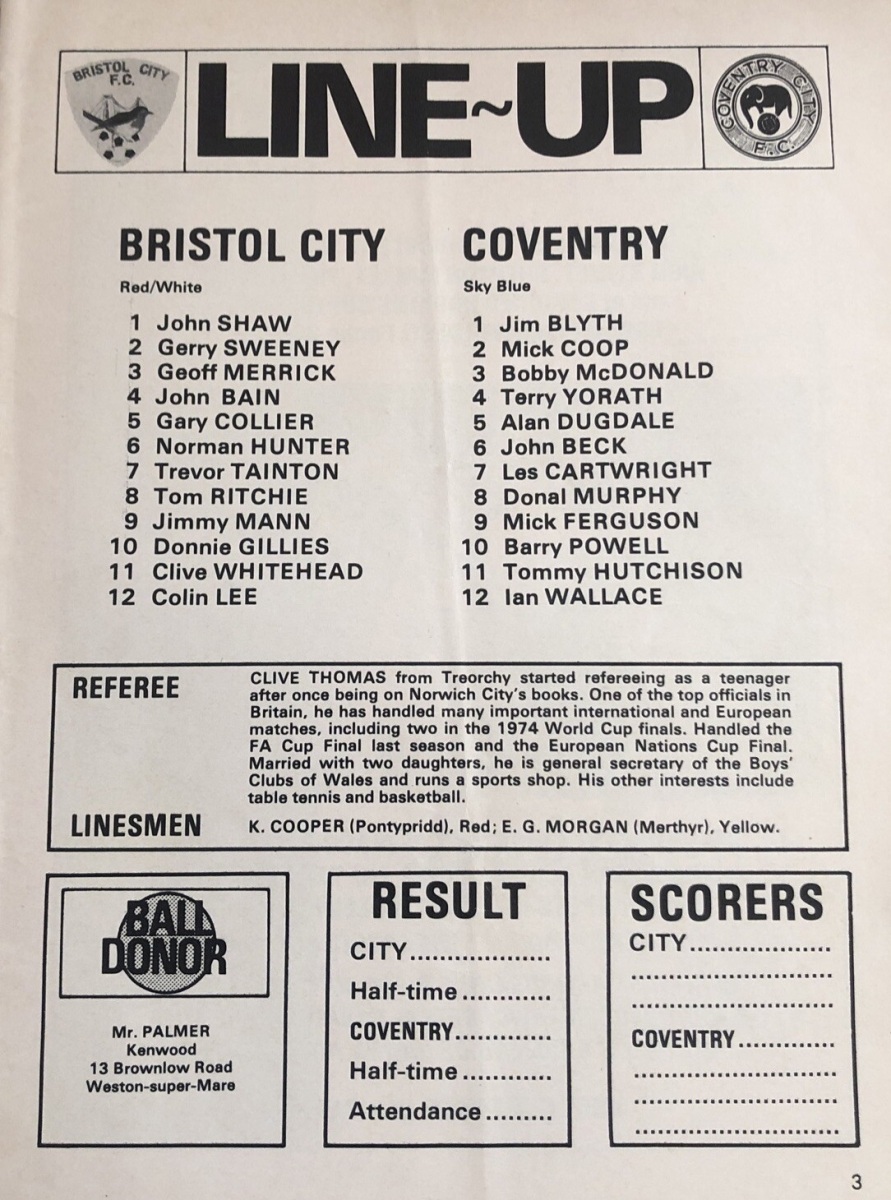 BRISTOL CITY
F.C.
LINE~UP
COVENTRY CITY
F.C.
BRISTOL CITY
Red/White
1 John SHAW
2 Gerry SWEENEY
3 Geoff MERRICK
4 John BAIN
5 Gary COLLIER
6 Norman HUNTER
7 Trevor TAINTON
8 Tom RITCHIE
9 Jimmy MANN
10 Donnie GILLIES
11 Clive WHITEHEAD
12 Colin LEE
COVENTRY
Sky Blue
1 Jim BLYTH
2 Mick COOP
3 Bobby McDONALD
4 Terry YORATH
5 Alan DUGDALE
6 John BECK
7 Les CARTWRIGHT
8 Donal MURPHY
9 Mick FERGUSON
10 Barry POWELL
11 Tommy HUTCHISON
12 Ian WALLACE
REFEREE
CLIVE THOMAS from Treorchy started refereeing as a teenager
after once being on Norwich City's books. One of the top officials in
Britain, he has handled many important international and European
matches, including two in the 1974 World Cup finals. Handled the
FA Cup Final last season and the European Nations Cup Final.
Married with two daughters, he is general secretary of the Boys'
Clubs of Wales and runs a sports shop. His other interests include
table tennis and basketball.
LINESMEN
K. COOPER (Pontypridd), Red; E. G. MORGAN (Merthyr), Yellow.
BALL
DONOR
Mr. PALMER
Kenwood
13 Brownlow Road
Weston-super-Mare
RESULT
CITY....................
Half-time............
COVENTRY.............
Half-time............
Attendance.........
SCORERS
CITY....................
............................
............................
COVENTRY.............
............................
............................
............................
3